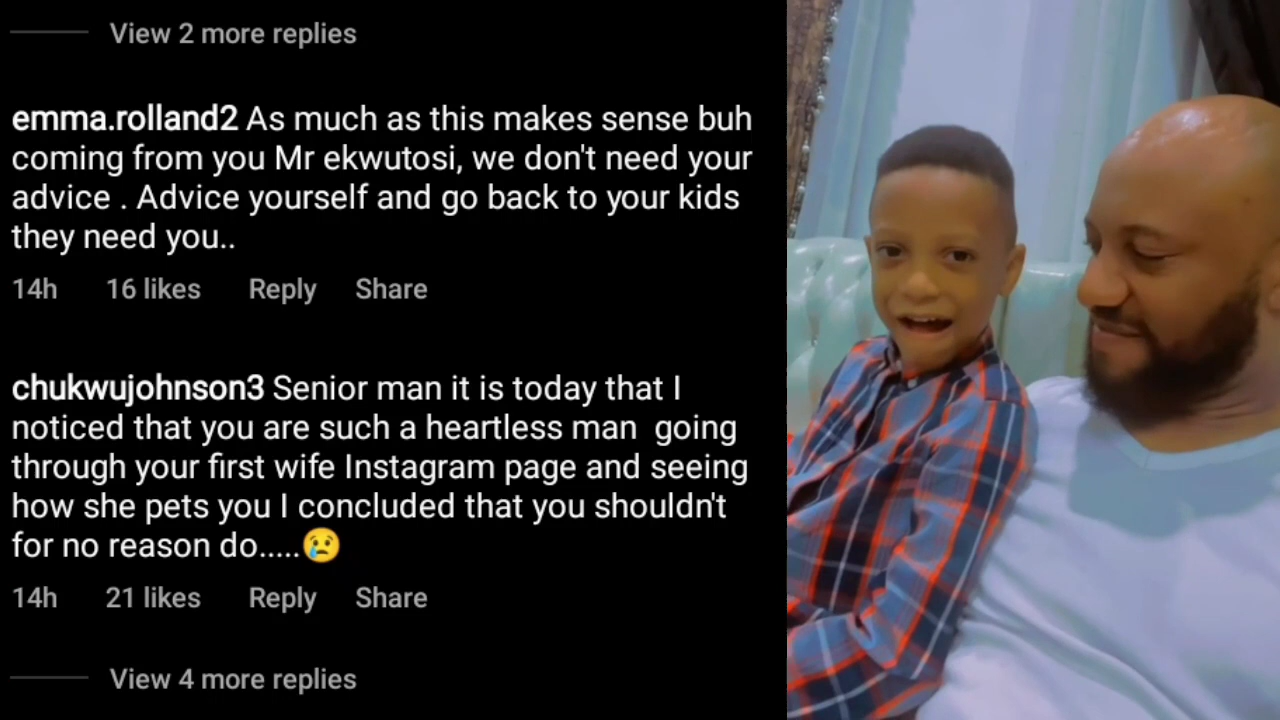 View 2 more replies
emma.rolland2 As much as this makes sense buh
coming from you Mr ekwutosi, we don't need your
advice . Advice yourself and go back to your kids
they need you..
14h 16 likes Reply Share
chukwujohnson3 Senior man it is today that I
noticed that you are such a heartless man  going
through your first wife Instagram page and seeing
how she pets you I concluded that you shouldn't
for no reason do.....😢
14h 21 likes Reply Share
View 4 more replies